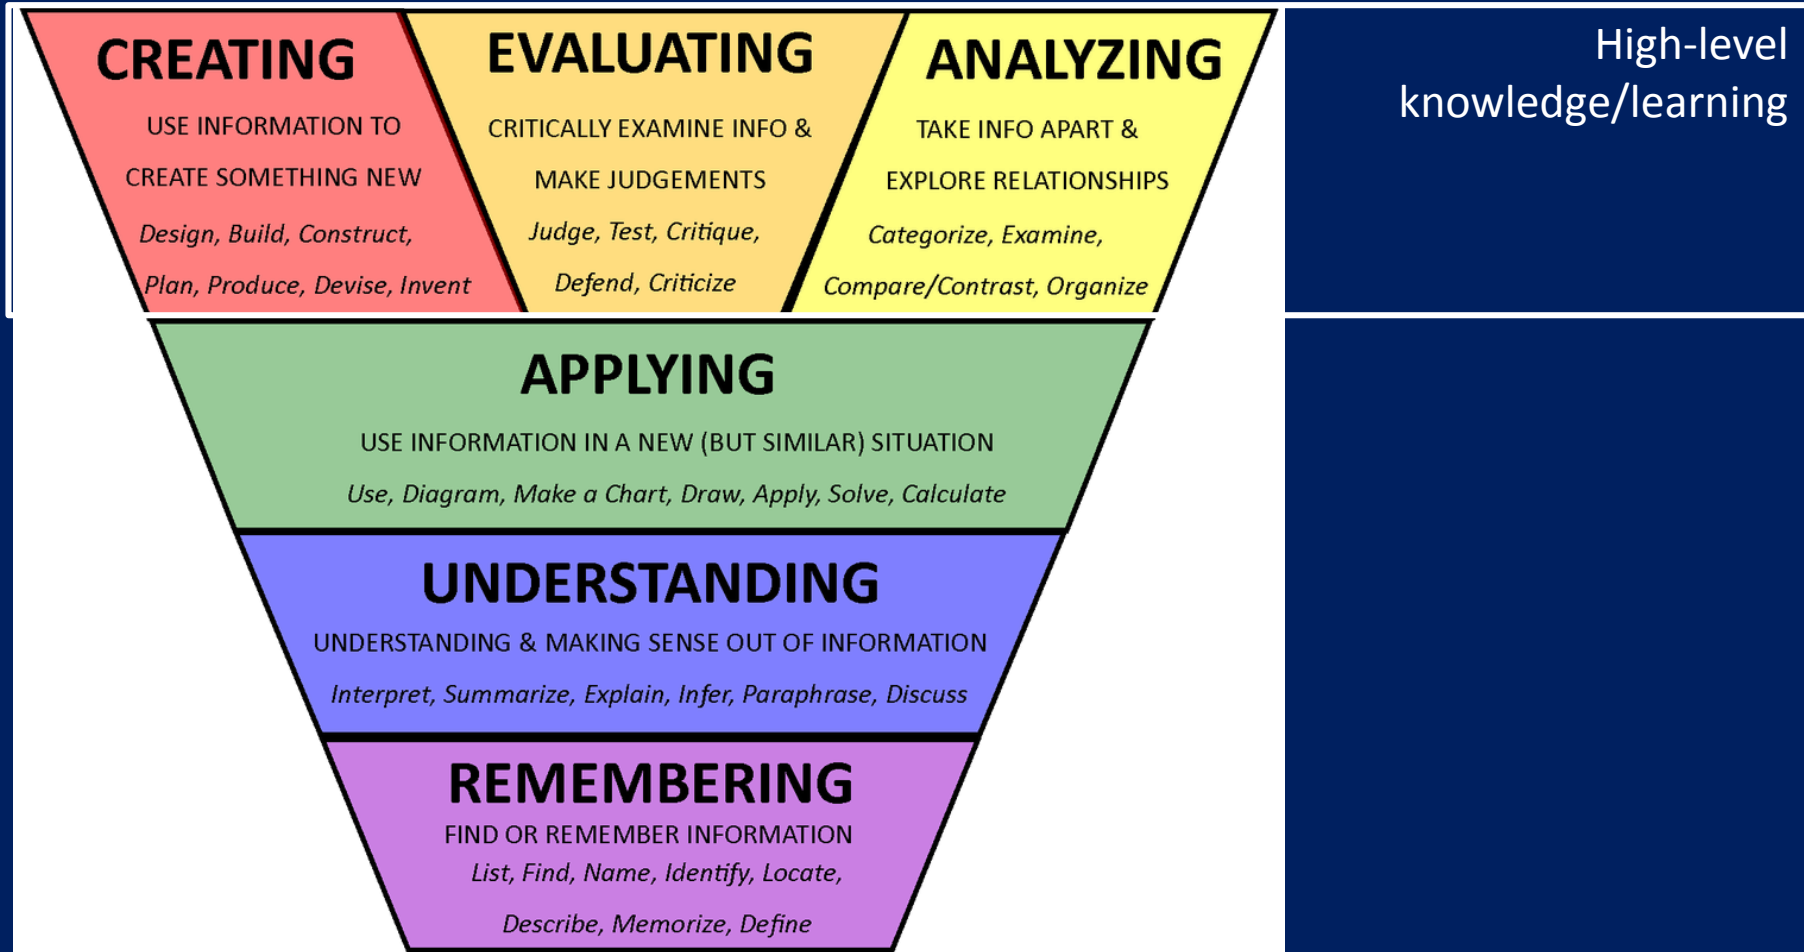 CREATING
USE INFORMATION TO
CREATE SOMETHING NEW
Design, Build, Construct,
Plan, Produce, Devise, Invent
EVALUATING
CRITICALLY EXAMINE INFO &
MAKE JUDGEMENTS
Judge, Test, Critique,
Defend, Criticize
ANALYZING
TAKE INFO APART &
EXPLORE RELATIONSHIPS
Categorize, Examine,
Compare/Contrast, Organize
High-level
knowledge/learning
APPLYING
USE INFORMATION IN A NEW (BUT SIMILAR) SITUATION
Use, Diagram, Make a Chart, Draw, Apply, Solve, Calculate
UNDERSTANDING
UNDERSTANDING & MAKING SENSE OUT OF INFORMATION
Interpret, Summarize, Explain, Infer, Paraphrase, Discuss
REMEMBERING
FIND OR REMEMBER INFORMATION
List, Find, Name, Identify, Locate,
Describe, Memorize, Define